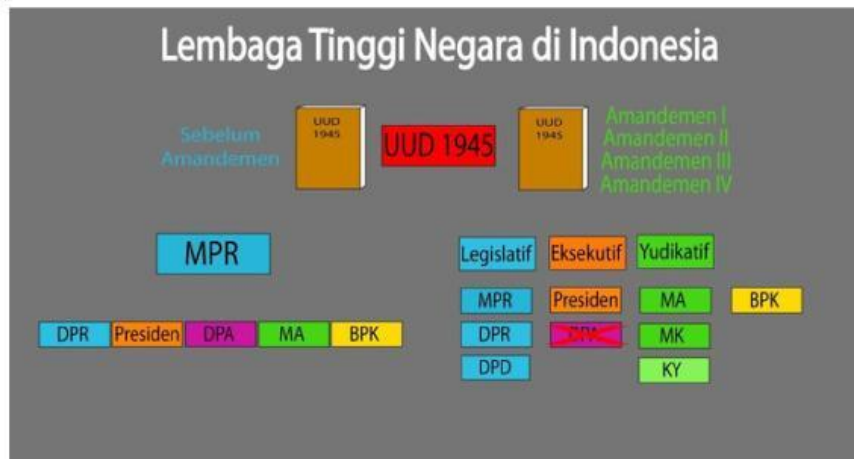 Lembaga Tinggi Negara di Indonesia
Sebelum
Amandemen
UUD
1945
UUD 1945
UUD
1945
Amandemen I
Amandemen II
Amandemen III
Amandemen IV
MPR
DPR Presiden DPA MA BPK
Legislatif Eksekutif Yudikatif
MPR Presiden MA BPK
DPR DPA MK
DPD KY